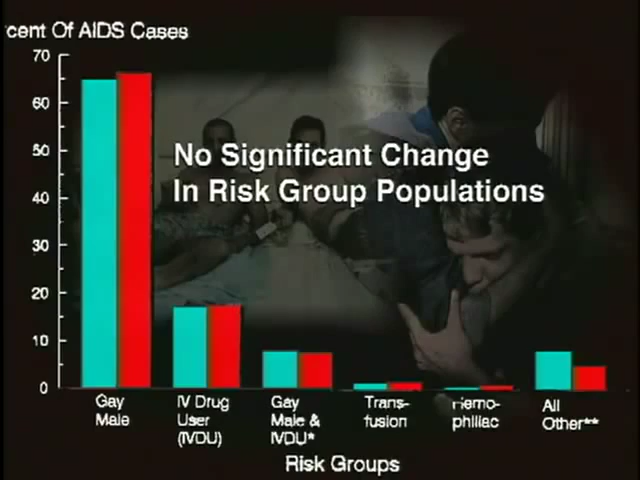 cent Of AIDS Cases
70
60
50
40
30
20
10
0
No Significant Change
In Risk Group Populations
Gay
Male
IV Drug
User
(IVDU)
Gay
Male &
IVDU*
Trans-
fusion
Hemo-
philiac
All
Other**
Risk Groups